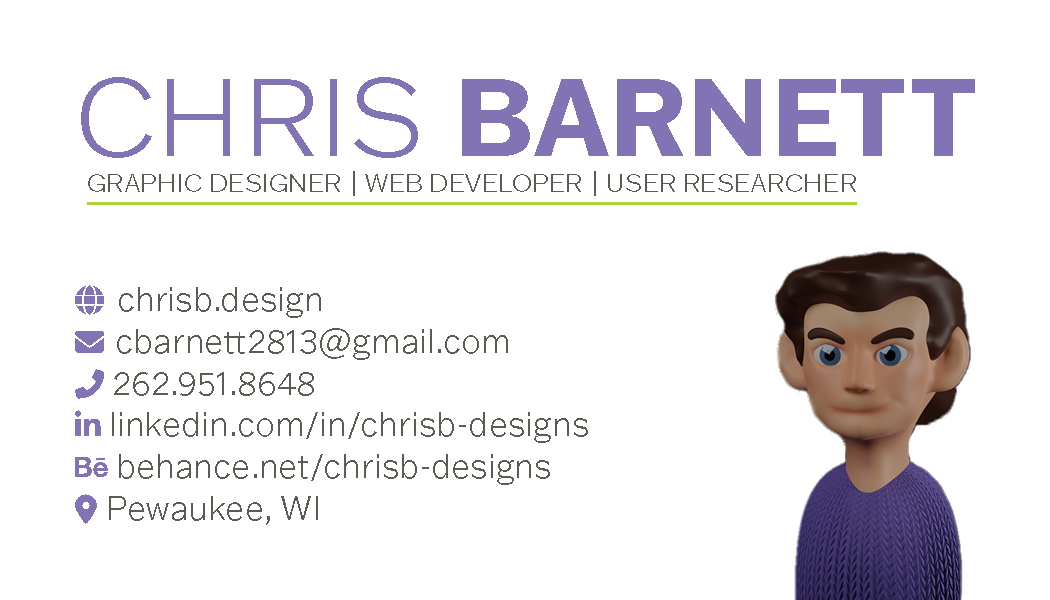 CHRIS BARNETT
GRAPHIC DESIGNER | WEB DEVELOPER | USER RESEARCHER
chrisb.design
cbarnett2813@gmail.com
262.951.8648
in linkedin.com/in/chrisb-designs
Bē behance.net/chrisb-designs
Pewaukee, WI